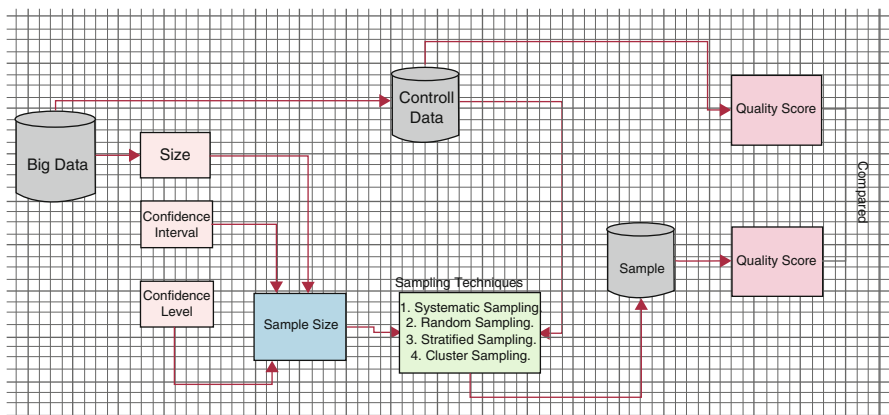 Big Data
Size
Confidence
Interval
Confidence
Level
Sample Size
Controll
Data
Sampling Techniques
1. Systematic Sampling.
2. Random Sampling.
3. Stratified Sampling.
4. Cluster Sampling.
Sample
Quality Score
Quality Score
Compared